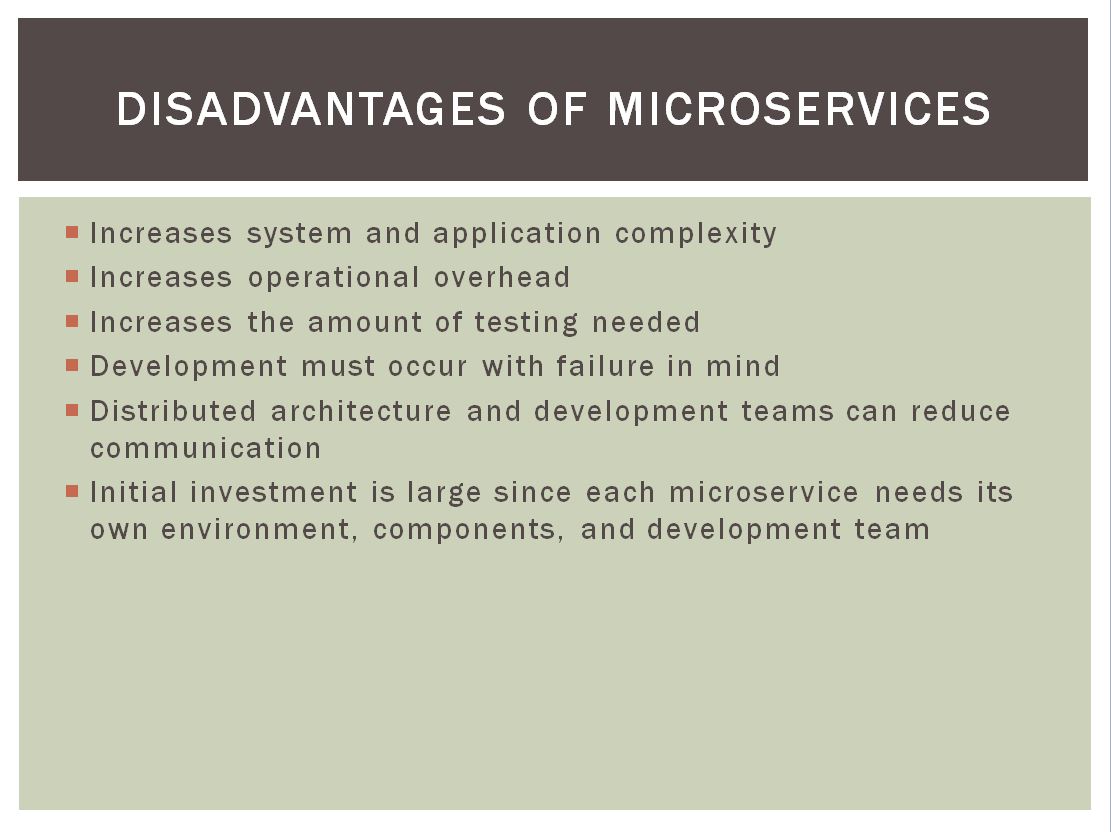 DISADVANTAGES OF MICROSERVICES
Increases system and application complexity
Increases operational overhead
Increases the amount of testing needed
Development must occur with failure in mind
Distributed architecture and development teams can reduce
communication
Initial investment is large since each microservice needs its
own environment, components, and development team